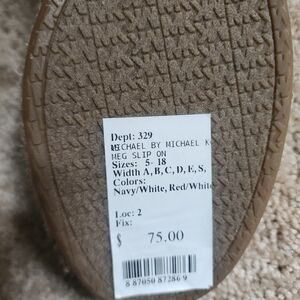 Dept: 329
MICHAEL BY MICHAEL K
MEG SLIP ON
Sizes: 5- 18
Width A, B, C, D, E, S,
Colors:
Navy/White, Red/White
Loc: 2
Fix:
$ 75.00
8 87050 87286 9